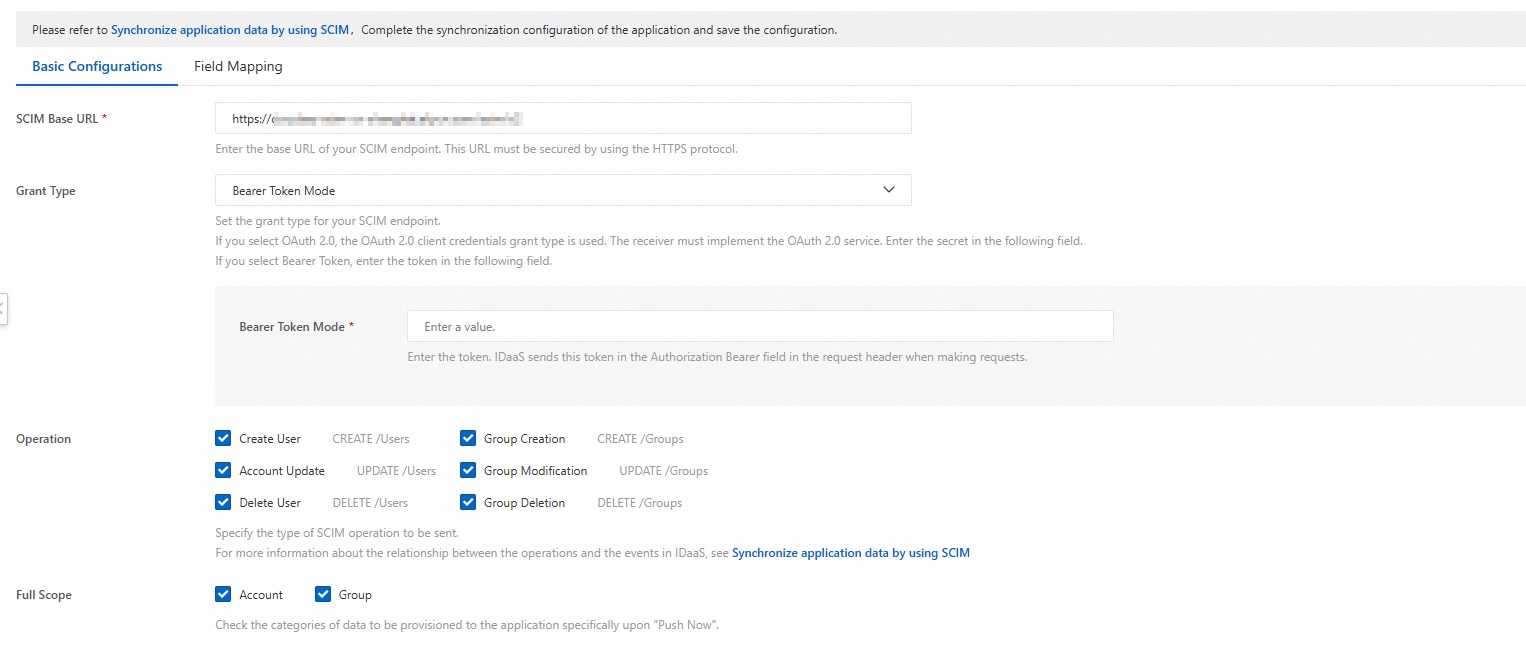 Please refer to Synchronize application data by using SCIM, Complete the synchronization configuration of the application and save the configuration.
Basic Configurations Field Mapping
SCIM Base URL *
https://
Enter the base URL of your SCIM endpoint. This URL must be secured by using the HTTPS protocol.
Grant Type
Bearer Token Mode
Set the grant type for your SCIM endpoint.
If you select OAuth 2.0, the OAuth 2.0 client credentials grant type is used. The receiver must implement the OAuth 2.0 service. Enter the secret in the following field.
If you select Bearer Token, enter the token in the following field.
Bearer Token Mode *
Enter a value.
Enter the token. IDaaS sends this token in the Authorization Bearer field in the request header when making requests.
Operation
Create User CREATE /Users Group Creation CREATE /Groups
Account Update UPDATE /Users Group Modification UPDATE /Groups
Delete User DELETE /Users Group Deletion DELETE /Groups
Specify the type of SCIM operation to be sent.
For more information about the relationship between the operations and the events in IDaaS, see Synchronize application data by using SCIM
Full Scope
Account Group
Check the categories of data to be provisioned to the application specifically upon "Push Now".